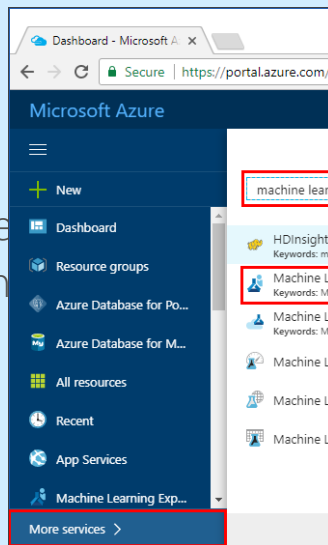 Dashboard - Microsoft A
Secure https://portal.azure.com/
Microsoft Azure
New
machine lear
Dashboard
HDInsight
Keywords: m
Resource groups
Machine L
Keywords: M
Azure Database for Po...
Machine L
Keywords: M
Azure Database for M...
Machine L
All resources
Machine L
Recent
Machine L
App Services
Machine Learning Exp...
More services >